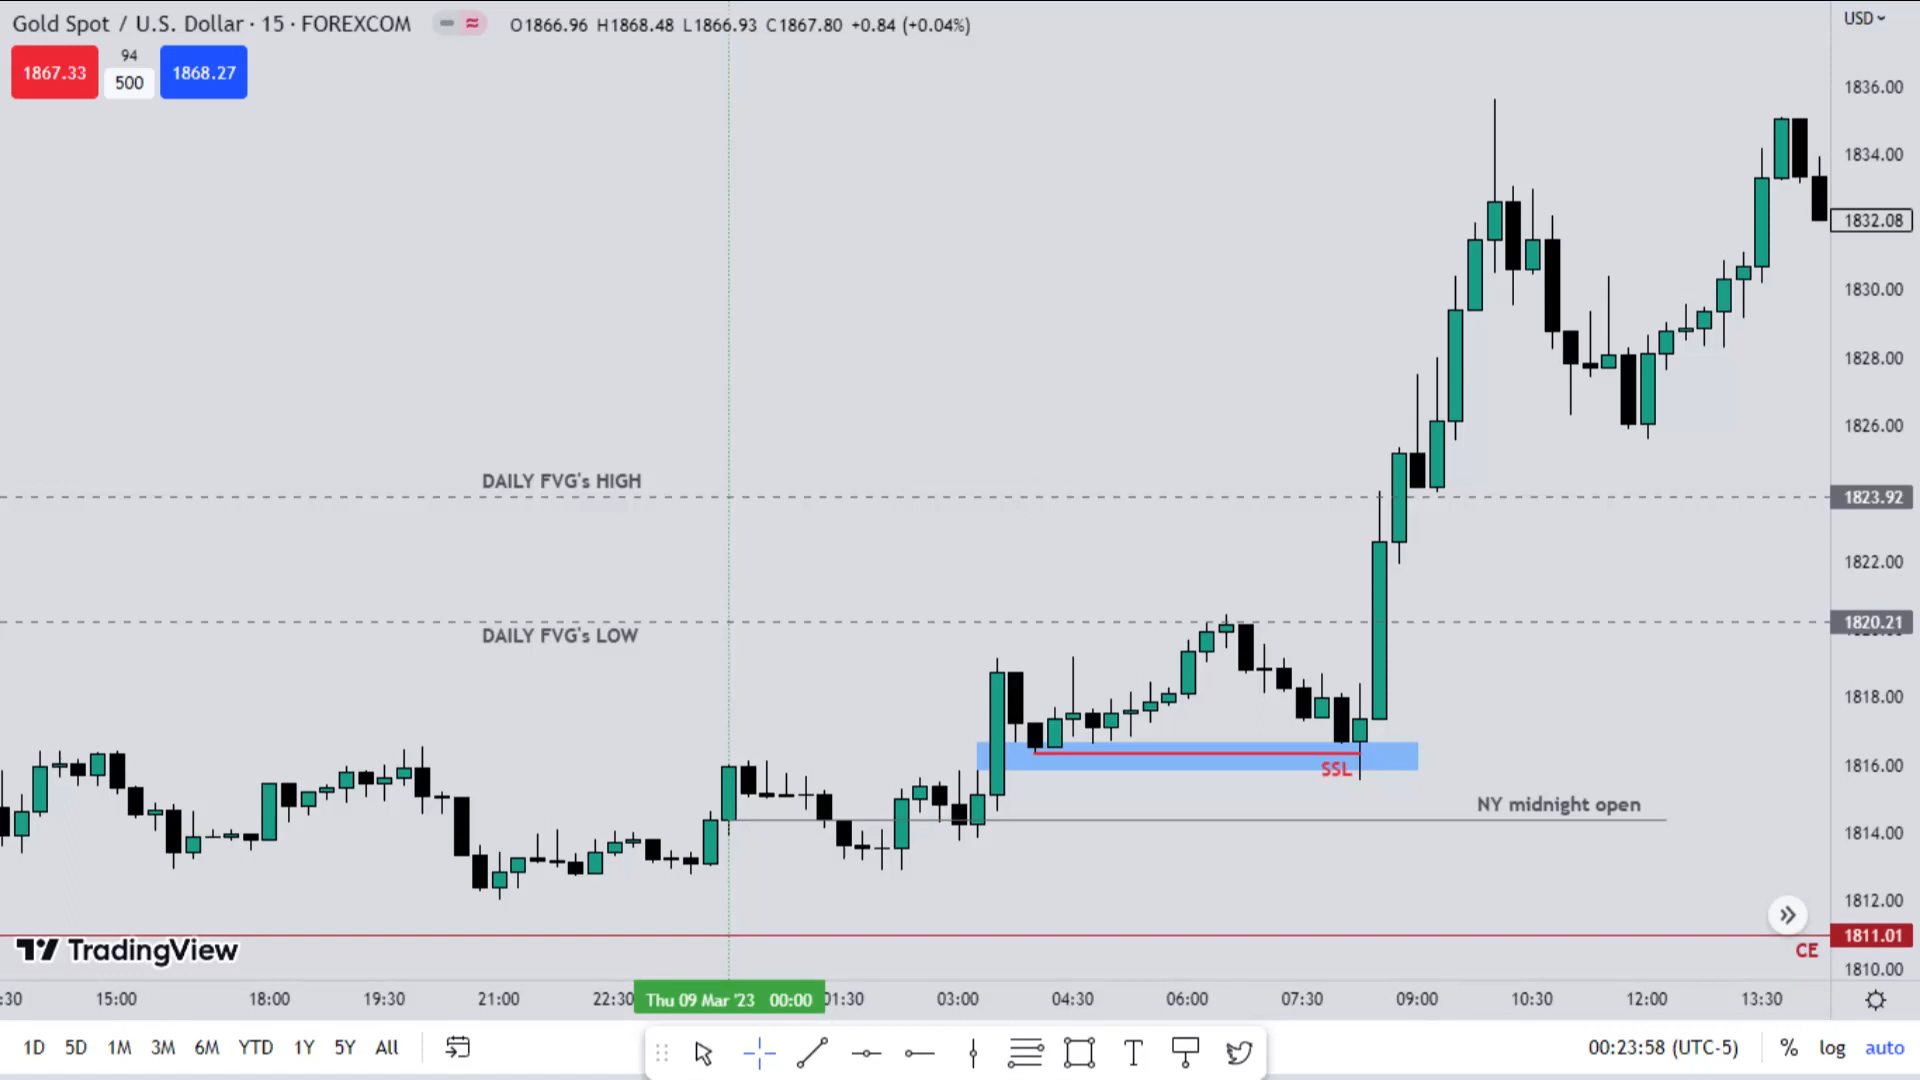 Gold Spot / U.S. Dollar · 15 · FOREXCOM O1866.96 H1868.48 L1866.93 C1867.80 +0.84 (+0.04%)
USD
1867.33 94 500 1868.27
1836.00
1834.00
1832.08
1830.00
1828.00
1826.00
DAILY FVG's HIGH
1823.92
1822.00
1820.21
DAILY FVG's LOW
1818.00
1816.00
SSL
NY midnight open
1814.00
1812.00
1811.01
TradingView
CE
1810.00
:30 15:00 18:00 19:30 21:00 22:30 Thu 09 Mar '23 00:00 01:30 03:00 04:30 06:00 07:30 09:00 10:30 12:00 13:30
1D 5D 1M 3M 6M YTD 1Y 5Y All 00:23:58 (UTC-5) % log auto